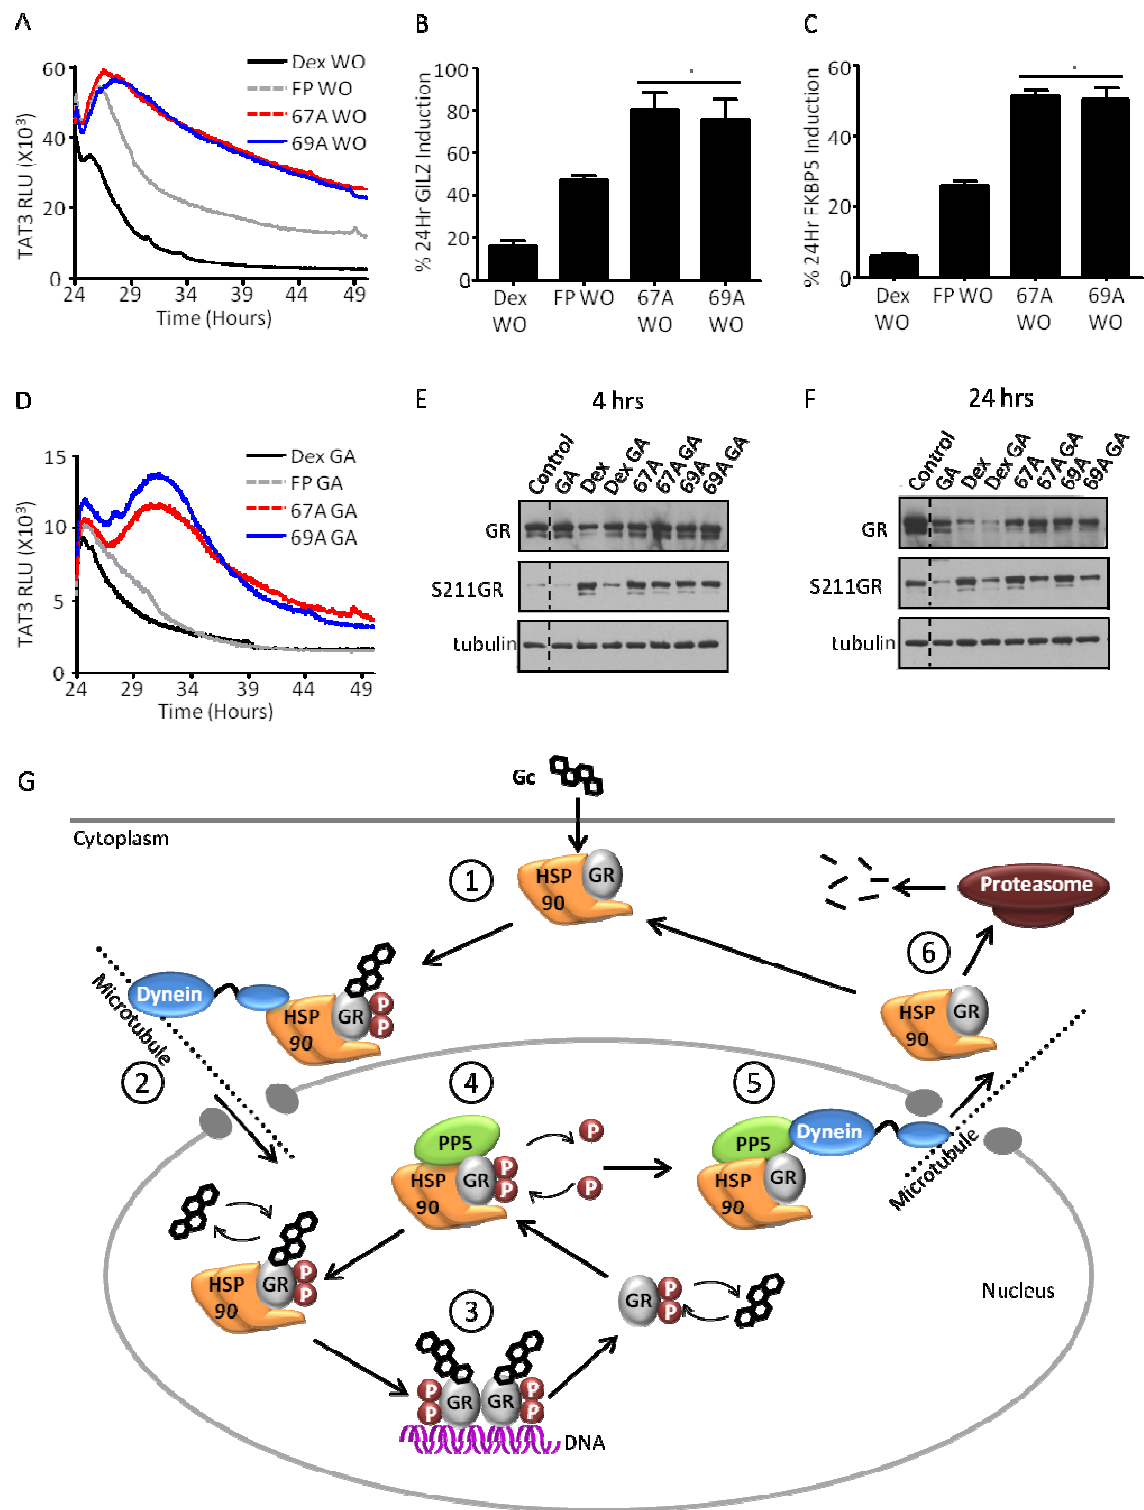 A
TAT3 RLU (X10³)
60
40
20
0
24 29 34 39 44 49
Time (Hours)
Dex WO
FP WO
67A WO
69A WO
B
% 24Hr GILZ Induction
100
80
60
40
20
0
Dex WO
FP WO
67A WO
69A WO
C
% 24Hr FKBP5 Induction
60
40
20
0
Dex WO
FP WO
67A WO
69A WO
D
TAT3 RLU (X10³)
15
10
5
0
24 29 34 39 44 49
Time (Hours)
Dex GA
FP GA
67A GA
69A GA
E
4 hrs
Control
GA
Dex
Dex GA
67A
67A GA
69A
69A GA
GR
S211GR
tubulin
F
24 hrs
Control
GA
Dex
Dex GA
67A
67A GA
69A
69A GA
GR
S211GR
tubulin
G
Gc
Cytoplasm
1
HSP 90
GR
Proteasome
6
HSP 90
GR
Dynein
Microtubule
HSP 90
GR
P
P
2
4
PP5
HSP 90
GR
P
P
P
P
5
PP5
Dynein
HSP 90
GR
Microtubule
HSP 90
GR
P
P
3
GR
P
P
Nucleus
P
P
GR
GR
P
P
DNA